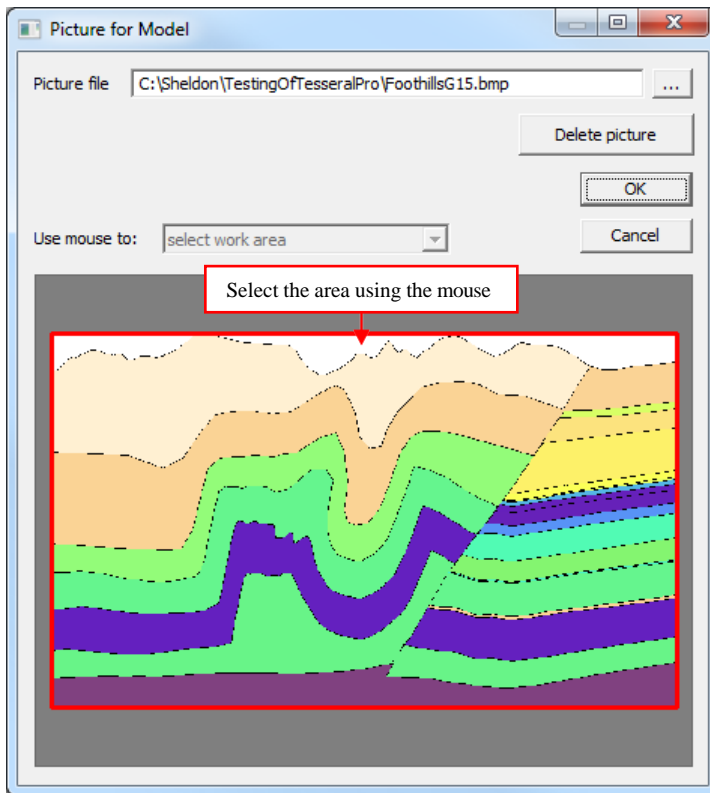 Picture for Model
Picture file C:\Sheldon\TestingOfTesseralPro\FoothillsG15.bmp ...
Delete picture
OK
Use mouse to: select work area Cancel
Select the area using the mouse